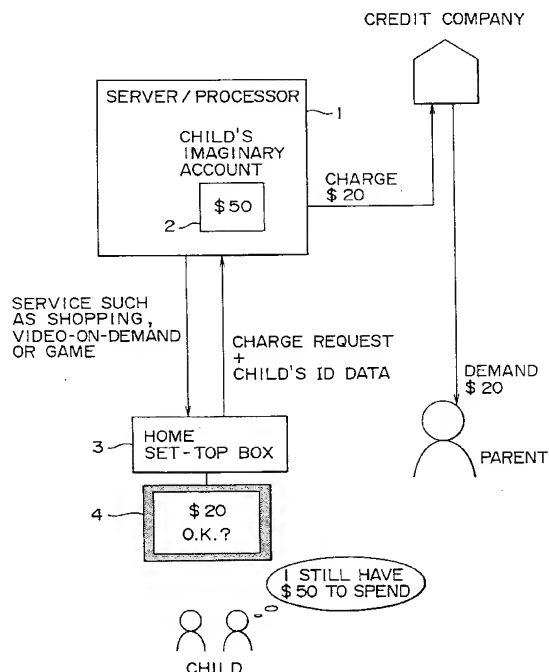 CREDIT COMPANY
SERVER/PROCESSOR
1
CHILD'S
IMAGINARY
ACCOUNT
$50
2
CHARGE
$20
SERVICE SUCH
AS SHOPPING,
VIDEO-ON-DEMAND
OR GAME
CHARGE REQUEST
+
CHILD'S ID DATA
DEMAND
$20
PARENT
3
HOME
SET-TOP BOX
4
$20
O.K.?
I STILL HAVE
$50 TO SPEND
CHILD